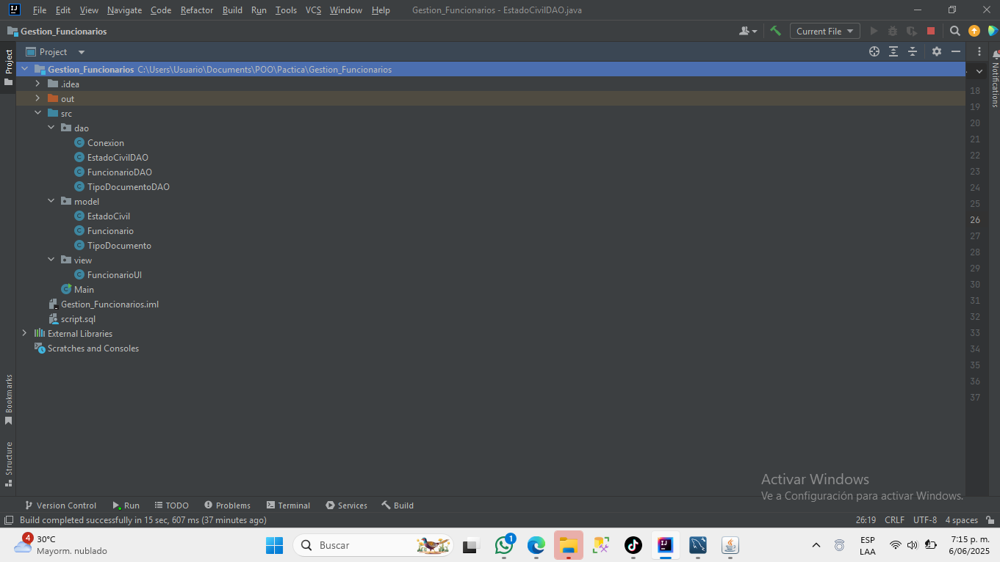 File Edit View Navigate Code Refactor Build Run Tools VCS Window Help Gestion_Funcionarios - EstadoCivilDAO.java
Gestion_Funcionarios
Current File
Project
Project
Gestion_Funcionarios C:\Users\Usuario\Documents\POO\Pactica\Gestion_Funcionarios
.idea
out
src
dao
Conexion
EstadoCivilDAO
FuncionarioDAO
TipoDocumentoDAO
model
EstadoCivil
Funcionario
TipoDocumento
view
FuncionarioUI
Main
Gestion_Funcionarios.iml
script.sql
External Libraries
Scratches and Consoles
18
19
20
21
22
23
24
25
26
27
28
29
30
31
32
33
34
35
36
37
Notifications
Bookmarks
Structure
Activar Windows
Ve a Configuración para activar Windows.
Version Control Run TODO Problems Terminal Services Build
Build completed successfully in 15 sec, 607 ms (37 minutes ago) 26:19 CRLF UTF-8 4 spaces
4
30°C
Mayorm. nublado
Buscar
1
ESP
LAA
7:15 p. m.
6/06/2025